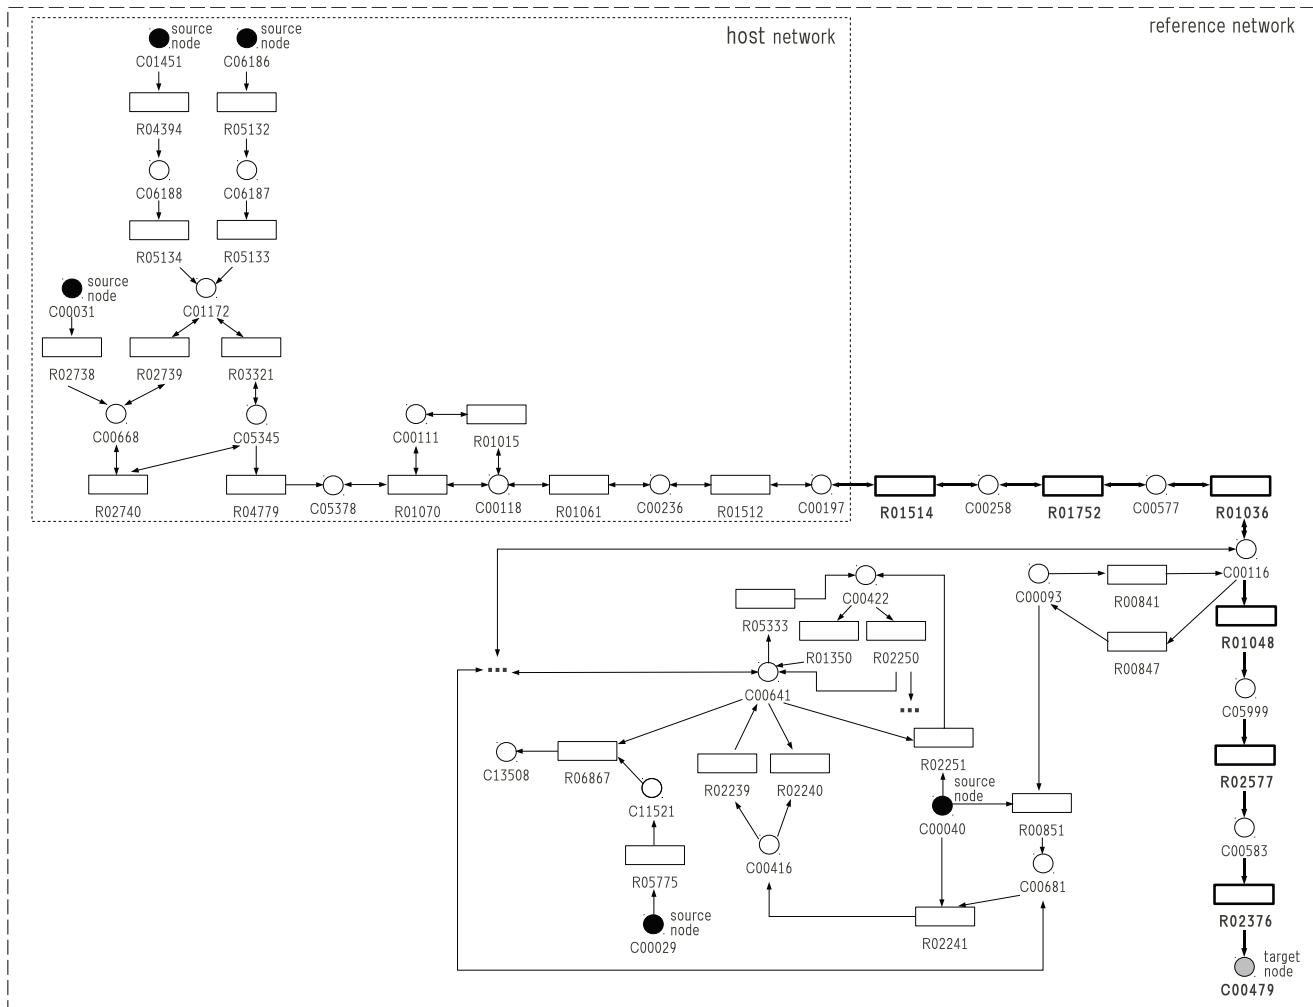 source
node
source
node
host network
reference network
C01451
C06186
R04394
R05132
C06188
C06187
R05134
R05133
source
node
C00031
C01172
R02738
R02739
R03321
C00668
C05345
C00111
R01015
R02740
R04779
C05378
R01070
C00118
R01061
C00236
R01512
C00197
R01514
C00258
R01752
C00577
R01036
C00116
C00093
R00841
C00422
R05333
R01350
R02250
R00847
R01048
C00641
C05999
C13508
R06867
R02239
R02240
R02251
source
node
R02577
C11521
C00040
R00851
C00416
C00583
R05775
C00681
source
node
R02376
C00029
R02241
target
node
C00479